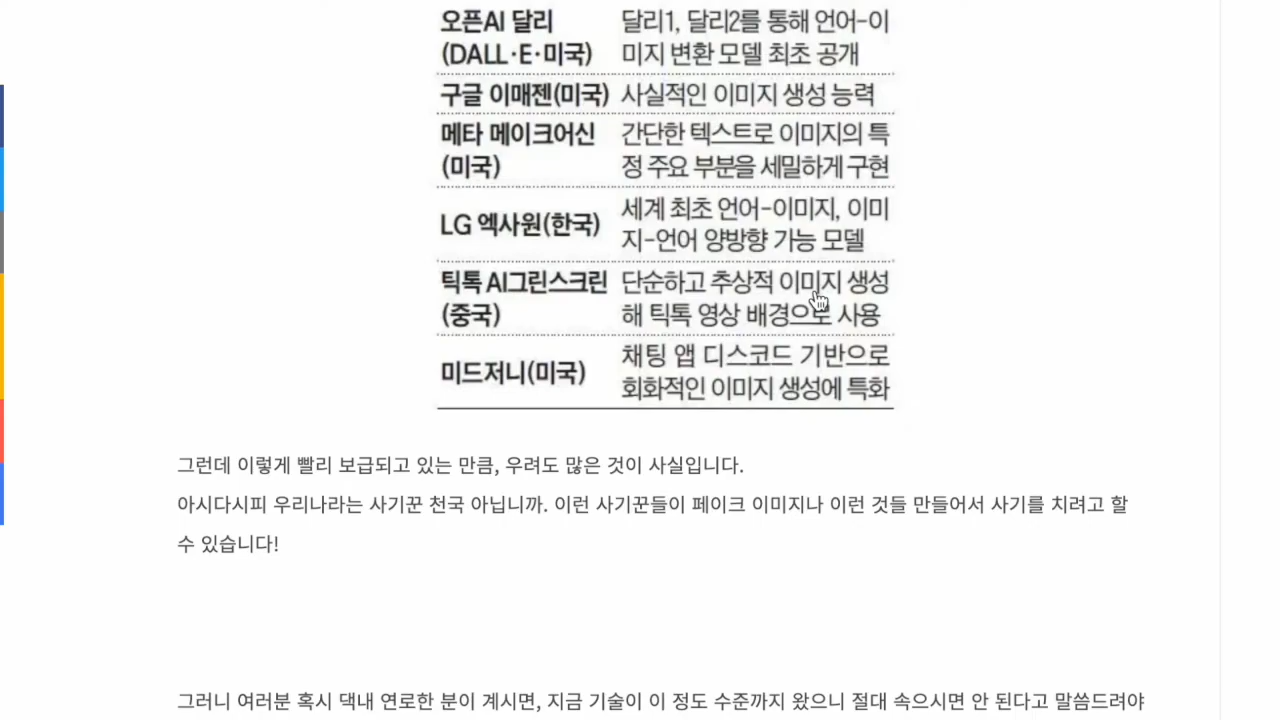 오픈AI 달리 달리1, 달리2를 통해 언어-이
(DALL·E·미국) 미지 변환 모델 최초 공개
구글 이매젠(미국) 사실적인 이미지 생성 능력
메타 메이크어신 간단한 텍스트로 이미지의 특
(미국) 정 주요 부분을 세밀하게 구현
LG 엑사원(한국) 세계 최초 언어-이미지, 이미
지-언어 양방향 가능 모델
틱톡 AI그린스크린 단순하고 추상적 이미지 생성
(중국) 해 틱톡 영상 배경으로 사용
미드저니(미국) 채팅 앱 디스코드 기반으로
회화적인 이미지 생성에 특화
그런데 이렇게 빨리 보급되고 있는 만큼, 우려도 많은 것이 사실입니다.
아시다시피 우리나라는 사기꾼 천국 아닙니까. 이런 사기꾼들이 페이크 이미지나 이런 것들 만들어서 사기를 치려고 할
수 있습니다!
그러니 여러분 혹시 댁내 연로한 분이 계시면, 지금 기술이 이 정도 수준까지 왔으니 절대 속으시면 안 된다고 말씀드려야